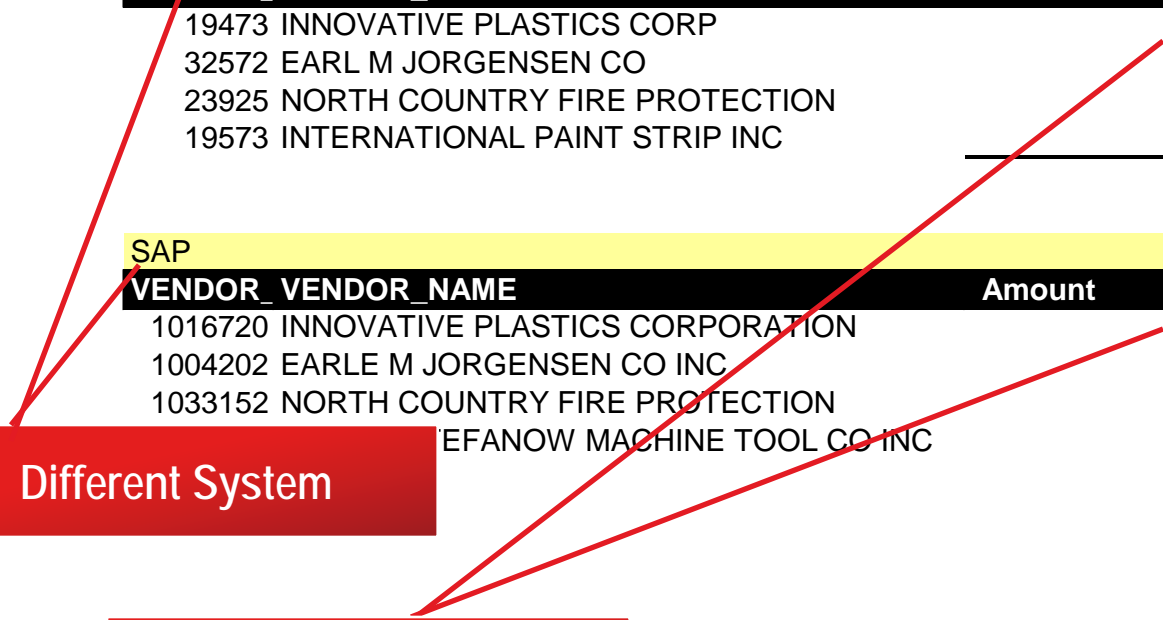 19473 INNOVATIVE PLASTICS CORP
32572 EARL M JORGENSEN CO
23925 NORTH COUNTRY FIRE PROTECTION
19573 INTERNATIONAL PAINT STRIP INC
SAP
VENDOR_ VENDOR_NAME Amount
1016720 INNOVATIVE PLASTICS CORPORATION
1004202 EARLE M JORGENSEN CO INC
1033152 NORTH COUNTRY FIRE PROTECTION
EFANOW MACHINE TOOL CO INC
Different System